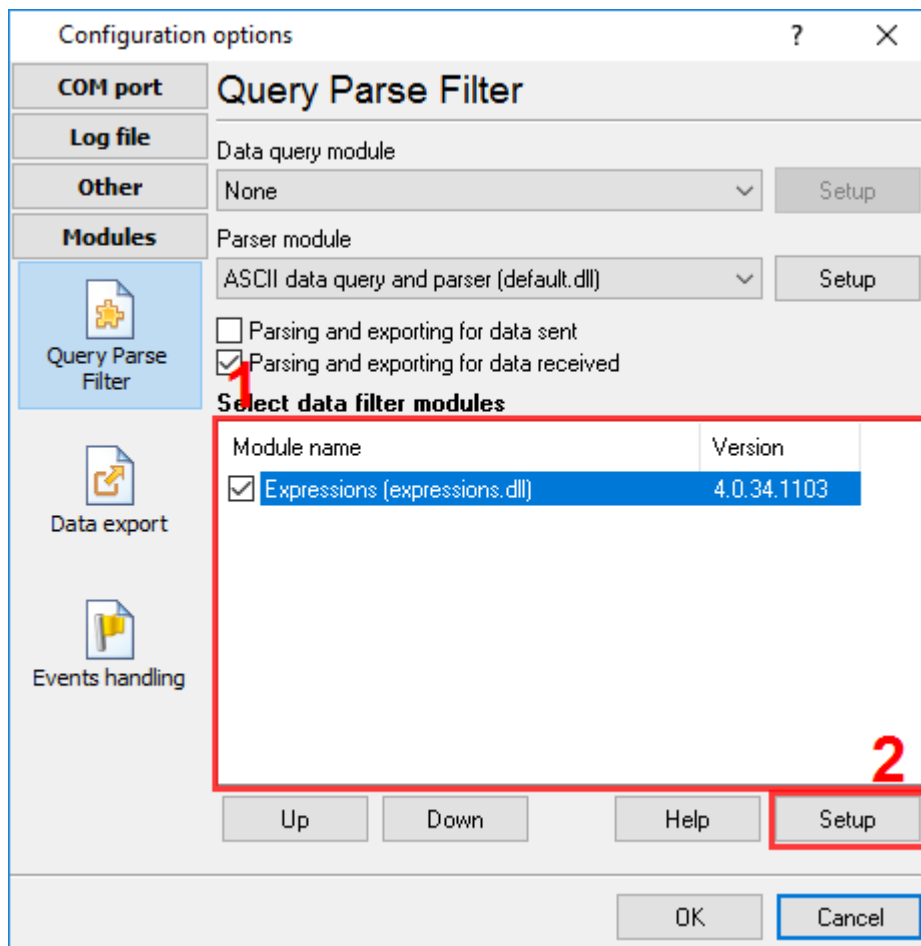 Configuration options
?
COM port
Log file
Other
Modules
Query Parse
Filter
Data export
Events handling
Query Parse Filter
Data query module
None
Setup
Parser module
ASCII data query and parser (default.dll)
Setup
Parsing and exporting for data sent
Parsing and exporting for data received
1
Select data filter modules
Module name Version
Expressions (expressions.dll) 4.0.34.1103
2
Up Down Help Setup
OK Cancel